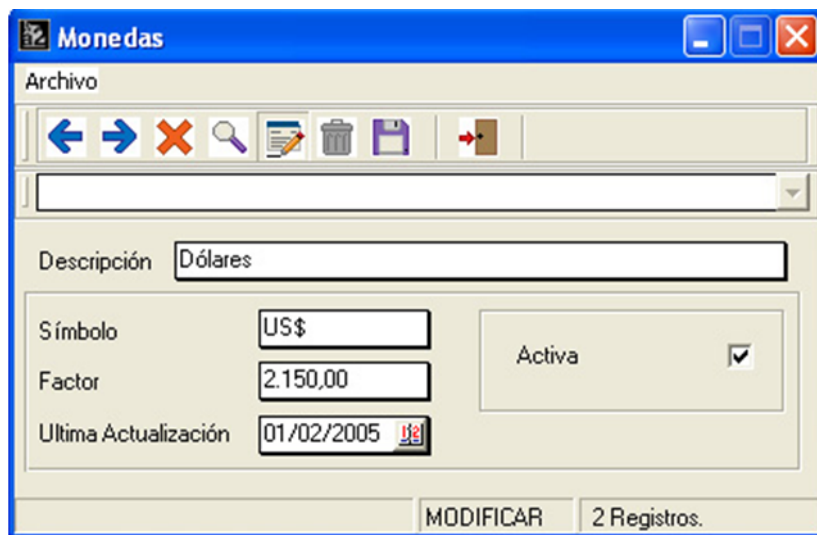 Monedas
Archivo
Descripción Dólares
Símbolo US$
Activa
Factor 2.150,00
Ultima Actualización 01/02/2005
MODIFICAR 2 Registros.